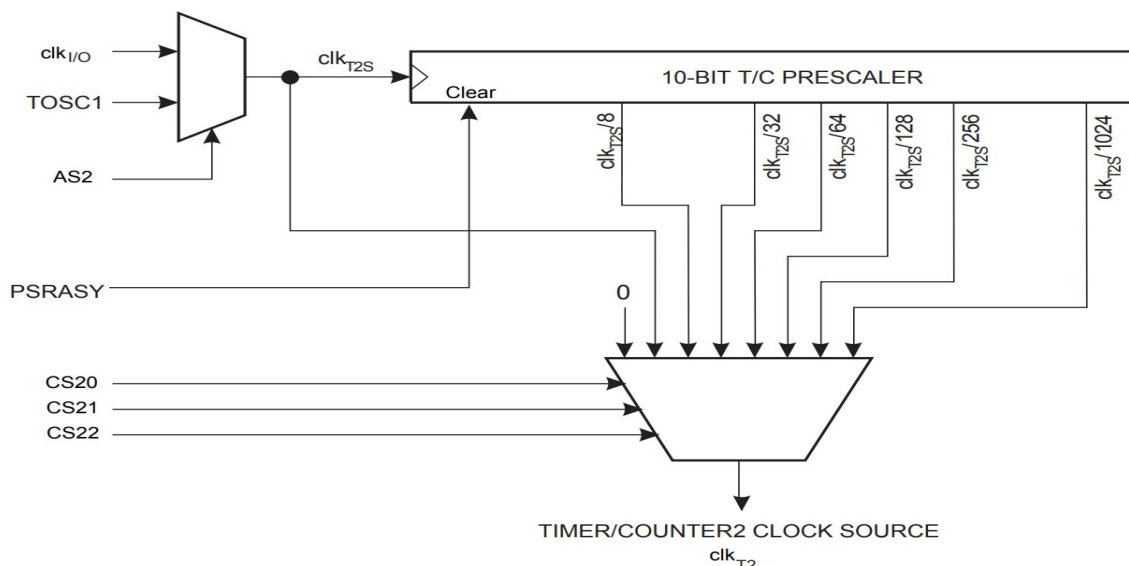 clkI/O
TOSC1
AS2
clkT2S
10-BIT T/C PRESCALER
Clear
clkT2S/8
clkT2S/32
clkT2S/64
clkT2S/128
clkT2S/256
clkT2S/1024
PSRASY
0
CS20
CS21
CS22
TIMER/COUNTER2 CLOCK SOURCE
clkT2